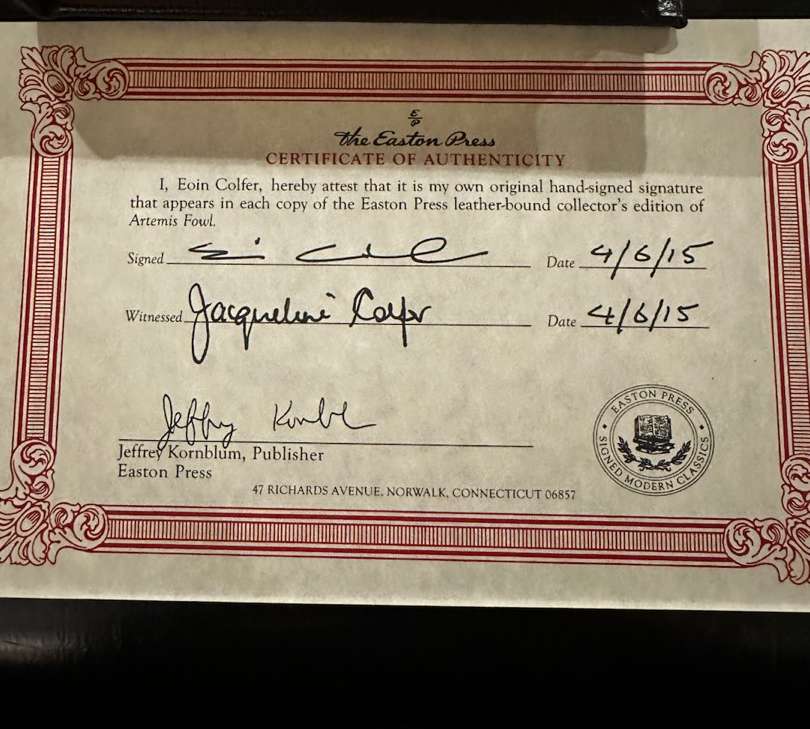 E
P
The Easton Press
CERTIFICATE OF AUTHENTICITY
I, Eoin Colfer, hereby attest that it is my own original hand-signed signature
that appears in each copy of the Easton Press leather-bound collector's edition of
Artemis Fowl.
Signed Date 4/6/15
Witnessed Jacqueline Colfer Date 4/6/15
Jeffrey Kornblum, Publisher
Easton Press
EASTON PRESS
SIGNED MODERN CLASSICS
47 RICHARDS AVENUE, NORWALK, CONNECTICUT 06857